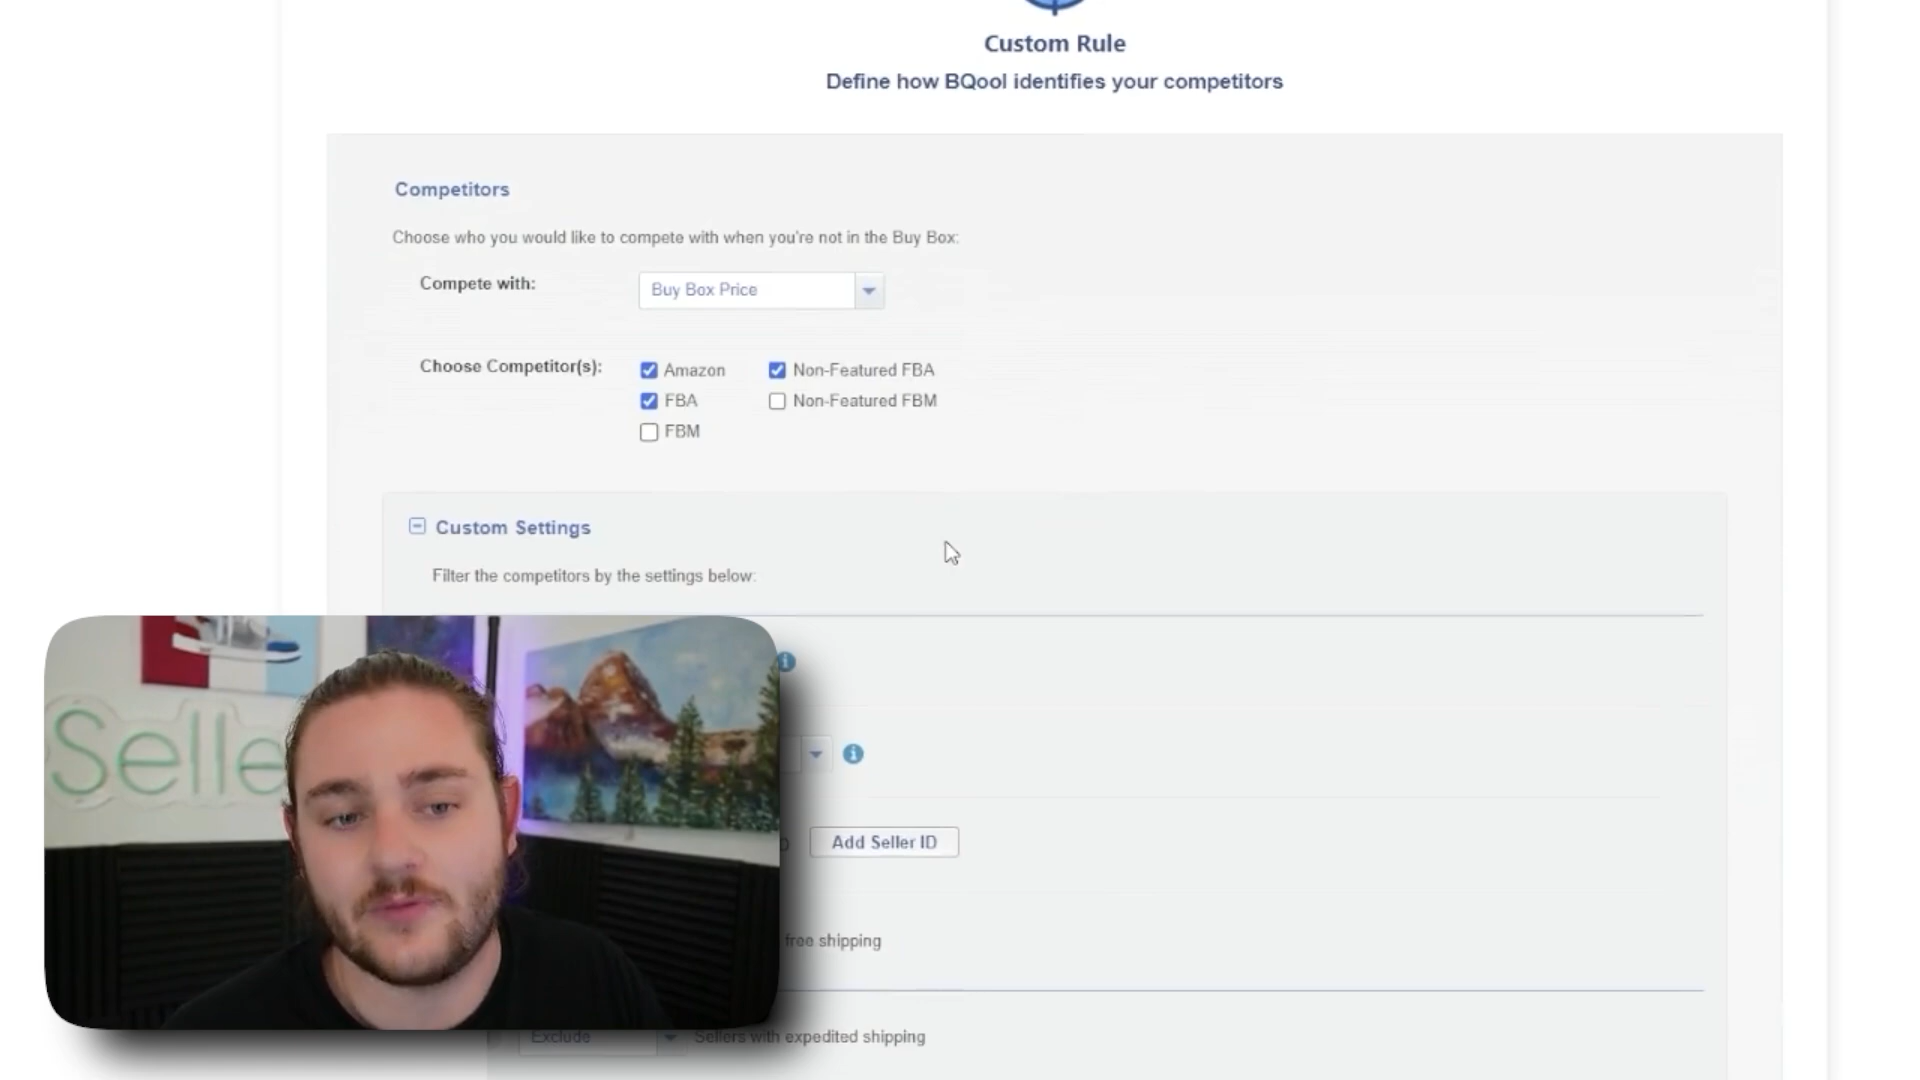 Custom Rule
Define how BQool identifies your competitors
Competitors
Choose who you would like to compete with when you're not in the Buy Box:
Compete with:
Buy Box Price
Choose Competitor(s):
Amazon
Non-Featured FBA
FBA
Non-Featured FBM
FBM
Custom Settings
Filter the competitors by the settings below:
Selle
Add Seller ID
free shipping
Exclude
Sellers with expedited shipping